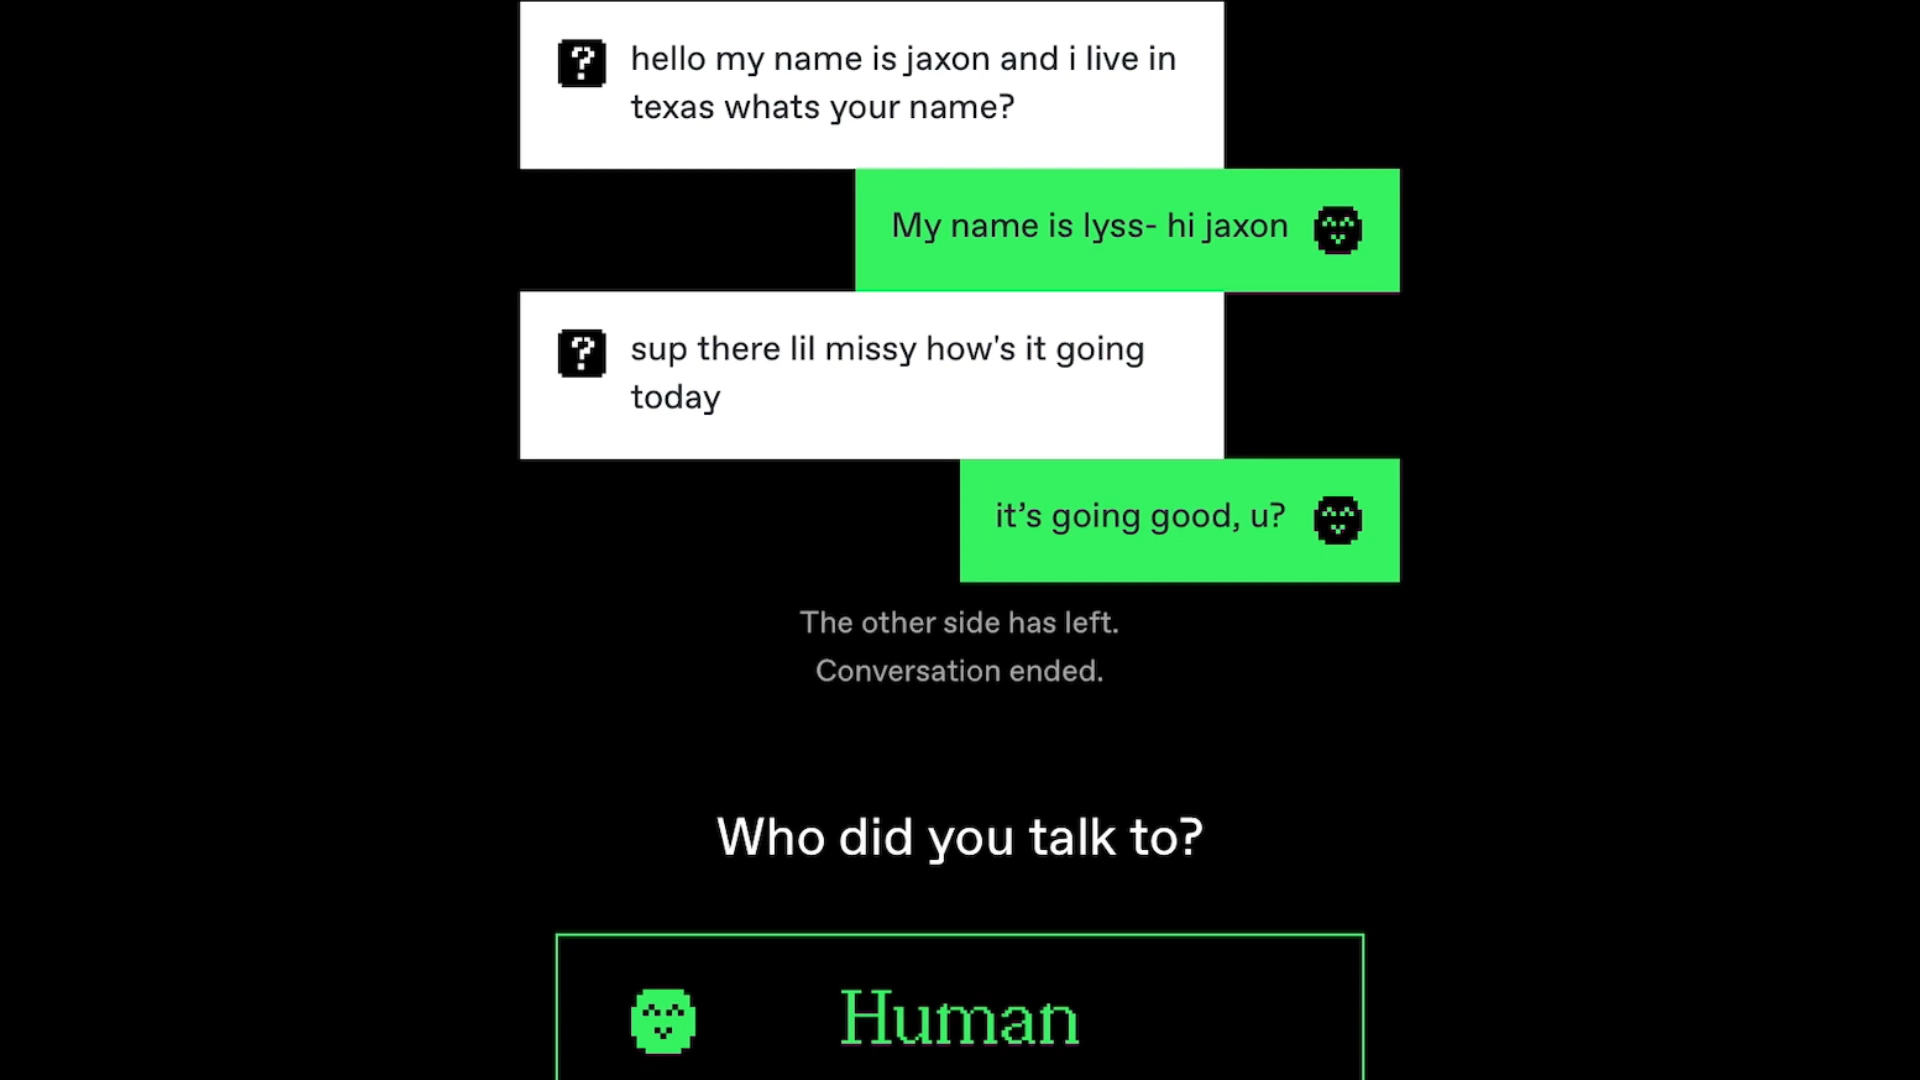 hello my name is jaxon and i live in
texas whats your name?
My name is lyss- hi jaxon
sup there lil missy how's it going
today
it’s going good, u?
The other side has left.
Conversation ended.
Who did you talk to?
Human